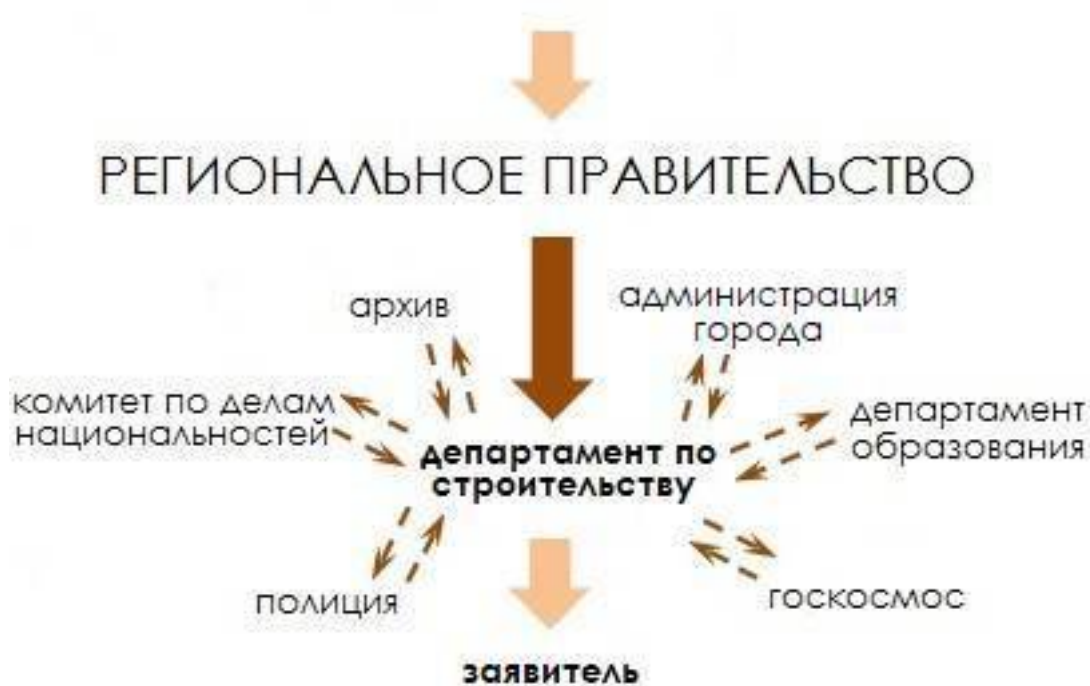 РЕГИОНАЛЬНОЕ ПРАВИТЕЛЬСТВО
архив
администрация
города
комитет по делам
национальностей
департамент по
строительству
департамент
образования
полиция
госкосмос
заявитель